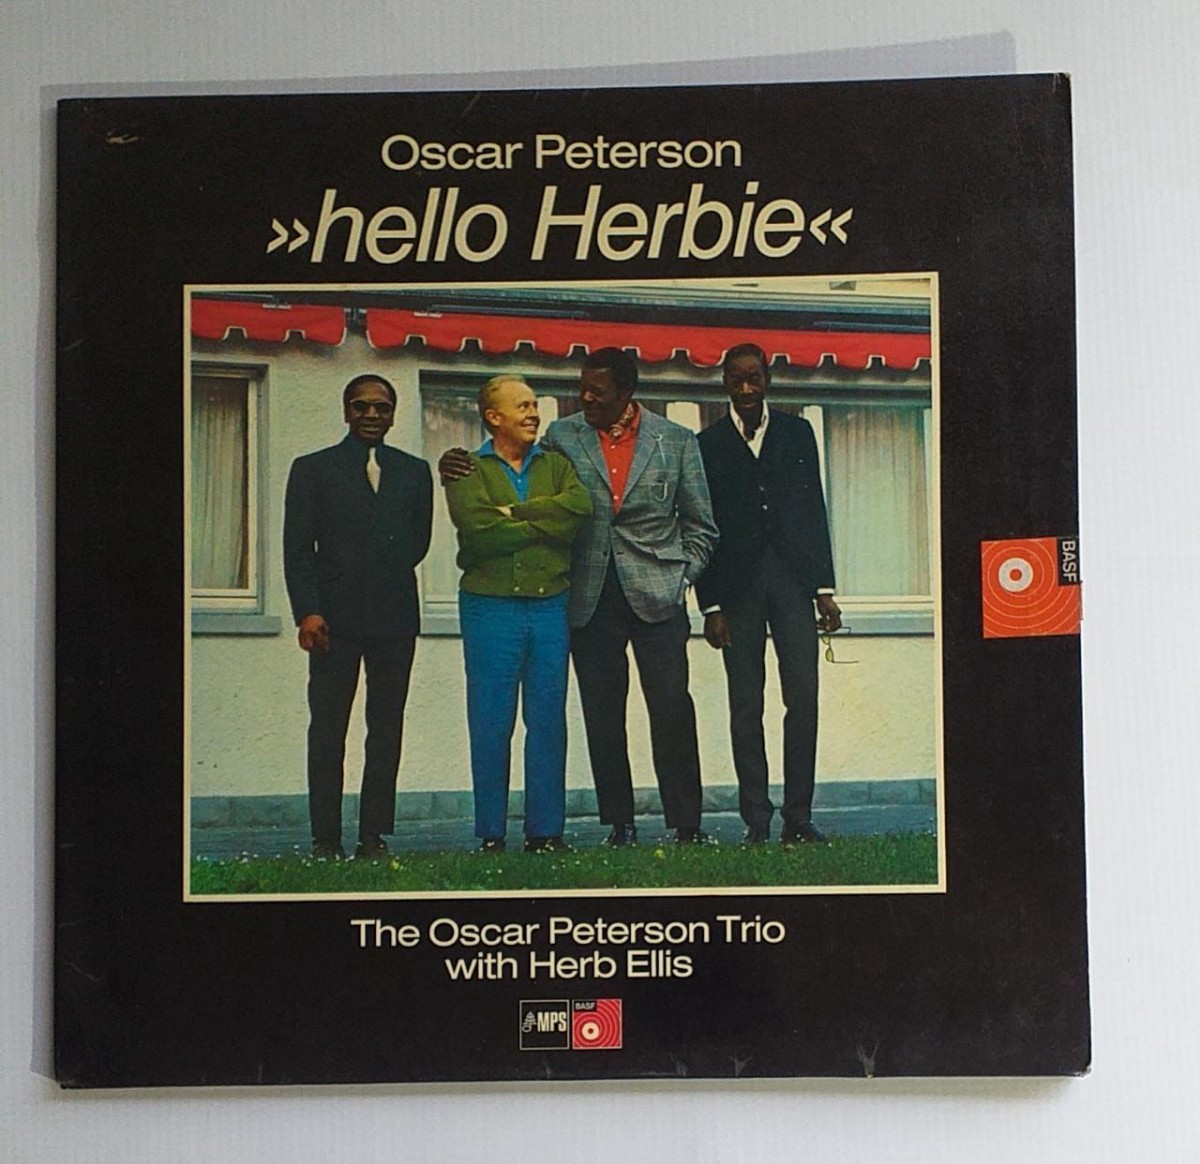 Oscar Peterson
»hello Herbie«
BASF
The Oscar Peterson Trio
with Herb Ellis
MPS
BASF